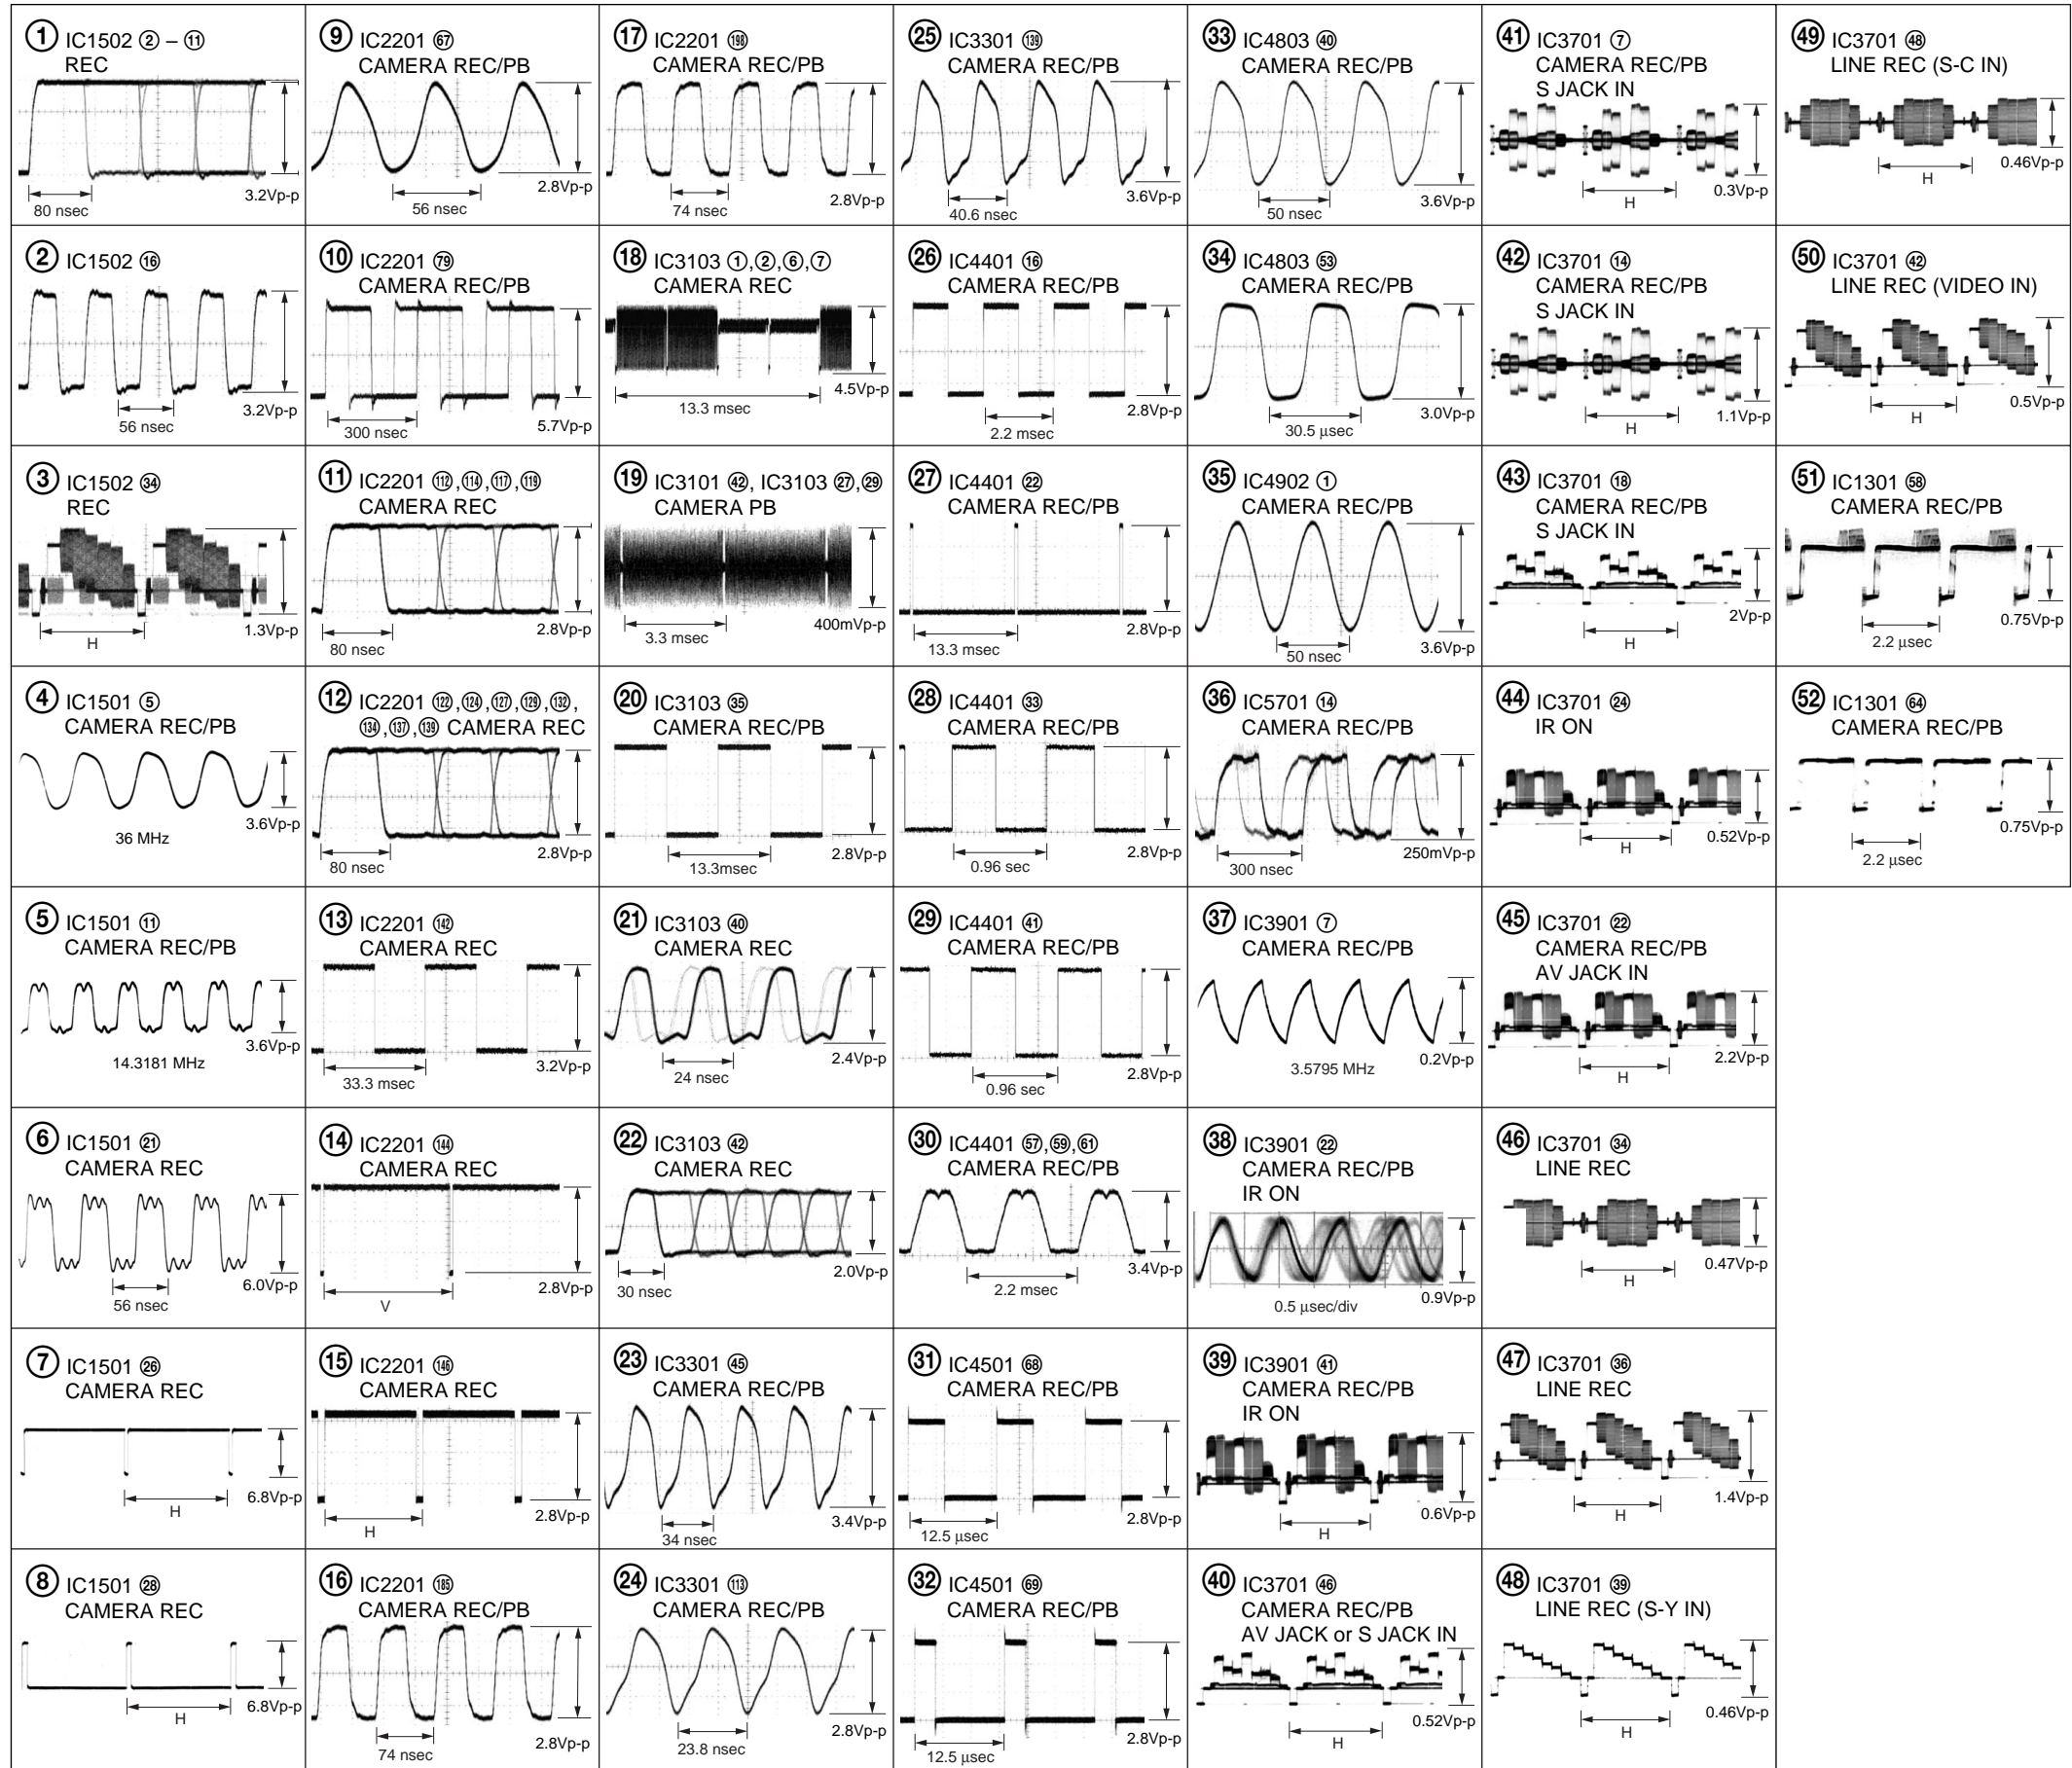 ① IC1502 ② – ⑪
REC
3.2Vp-p
80 nsec
② IC1502 ⑯
3.2Vp-p
56 nsec
③ IC1502 ㉞
REC
1.3Vp-p
H
④ IC1501 ⑤
CAMERA REC/PB
3.6Vp-p
36 MHz
⑤ IC1501 ⑪
CAMERA REC/PB
3.6Vp-p
14.3181 MHz
⑥ IC1501 ㉑
CAMERA REC
6.0Vp-p
56 nsec
⑦ IC1501 ㉖
CAMERA REC
6.8Vp-p
H
⑧ IC1501 ㉘
CAMERA REC
6.8Vp-p
H
⑨ IC2201 (67)
CAMERA REC/PB
2.8Vp-p
56 nsec
⑩ IC2201 (79)
CAMERA REC/PB
5.7Vp-p
300 nsec
⑪ IC2201 (112),(114),(117),(119)
CAMERA REC
2.8Vp-p
80 nsec
⑫ IC2201 (122),(124),(127),(129),(132),
(134),(137),(139) CAMERA REC
2.8Vp-p
80 nsec
⑬ IC2201 (142)
CAMERA REC
3.2Vp-p
33.3 msec
⑭ IC2201 (144)
CAMERA REC
2.8Vp-p
V
⑮ IC2201 (146)
CAMERA REC
2.8Vp-p
H
⑯ IC2201 (185)
CAMERA REC/PB
2.8Vp-p
74 nsec
⑰ IC2201 (198)
CAMERA REC/PB
2.8Vp-p
74 nsec
⑱ IC3103 ①,②,⑥,⑦
CAMERA REC
4.5Vp-p
13.3 msec
⑲ IC3101 ㊷, IC3103 ㉗,㉙
CAMERA PB
400mVp-p
3.3 msec
⑳ IC3103 ㉟
CAMERA REC/PB
2.8Vp-p
13.3msec
㉑ IC3103 ㊵
CAMERA REC
2.4Vp-p
24 nsec
㉒ IC3103 ㊷
CAMERA REC
2.0Vp-p
30 nsec
㉓ IC3301 ㊺
CAMERA REC/PB
3.4Vp-p
34 nsec
㉔ IC3301 (113)
CAMERA REC/PB
2.8Vp-p
23.8 nsec
㉕ IC3301 (139)
CAMERA REC/PB
3.6Vp-p
40.6 nsec
㉖ IC4401 ⑯
CAMERA REC/PB
2.8Vp-p
2.2 msec
㉗ IC4401 ㉒
CAMERA REC/PB
2.8Vp-p
13.3 msec
㉘ IC4401 ㉝
CAMERA REC/PB
2.8Vp-p
0.96 sec
㉙ IC4401 ㊶
CAMERA REC/PB
2.8Vp-p
0.96 sec
㉚ IC4401 (57),(59),(61)
CAMERA REC/PB
3.4Vp-p
2.2 msec
㉛ IC4501 (68)
CAMERA REC/PB
2.8Vp-p
12.5 µsec
㉜ IC4501 (69)
CAMERA REC/PB
2.8Vp-p
12.5 µsec
㉝ IC4803 ㊵
CAMERA REC/PB
3.6Vp-p
50 nsec
㉞ IC4803 (53)
CAMERA REC/PB
3.0Vp-p
30.5 µsec
㉟ IC4902 ①
CAMERA REC/PB
3.6Vp-p
50 nsec
㊱ IC5701 ⑭
CAMERA REC/PB
250mVp-p
300 nsec
㊲ IC3901 ⑦
CAMERA REC/PB
0.2Vp-p
3.5795 MHz
㊳ IC3901 ㉒
CAMERA REC/PB
IR ON
0.9Vp-p
0.5 µsec/div
㊴ IC3901 ㊶
CAMERA REC/PB
IR ON
0.6Vp-p
H
㊵ IC3701 ㊻
CAMERA REC/PB
AV JACK or S JACK IN
0.52Vp-p
H
㊶ IC3701 ⑦
CAMERA REC/PB
S JACK IN
0.3Vp-p
H
㊷ IC3701 ⑭
CAMERA REC/PB
S JACK IN
1.1Vp-p
H
㊸ IC3701 ⑱
CAMERA REC/PB
S JACK IN
2Vp-p
H
㊹ IC3701 ㉔
IR ON
0.52Vp-p
H
㊺ IC3701 ㉒
CAMERA REC/PB
AV JACK IN
2.2Vp-p
H
㊻ IC3701 ㉞
LINE REC
0.47Vp-p
H
㊼ IC3701 ㊱
LINE REC
1.4Vp-p
H
㊽ IC3701 ㊴
LINE REC (S-Y IN)
0.46Vp-p
H
㊾ IC3701 ㊽
LINE REC (S-C IN)
0.46Vp-p
H
㊿ IC3701 ㊷
LINE REC (VIDEO IN)
0.5Vp-p
H
(51) IC1301 (58)
CAMERA REC/PB
0.75Vp-p
2.2 µsec
(52) IC1301 (64)
CAMERA REC/PB
0.75Vp-p
2.2 µsec